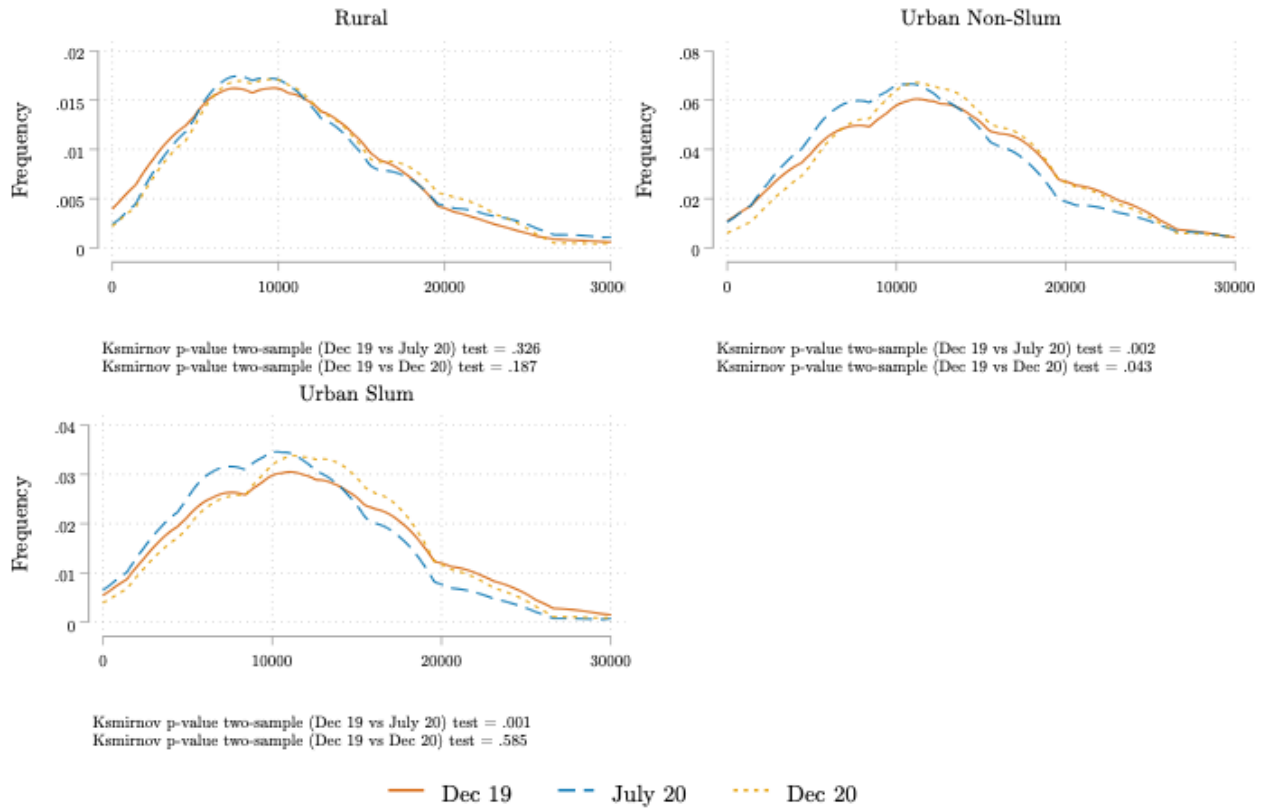 Rural
Frequency
.02
.015
.01
.005
0
0 10000 20000 30000
Ksmirnov p-value two-sample (Dec 19 vs July 20) test = .326
Ksmirnov p-value two-sample (Dec 19 vs Dec 20) test = .187
Urban Non-Slum
Frequency
.08
.06
.04
.02
0
0 10000 20000 30000
Ksmirnov p-value two-sample (Dec 19 vs July 20) test = .002
Ksmirnov p-value two-sample (Dec 19 vs Dec 20) test = .043
Urban Slum
Frequency
.04
.03
.02
.01
0
0 10000 20000 30000
Ksmirnov p-value two-sample (Dec 19 vs July 20) test = .001
Ksmirnov p-value two-sample (Dec 19 vs Dec 20) test = .585
Dec 19 July 20 Dec 20